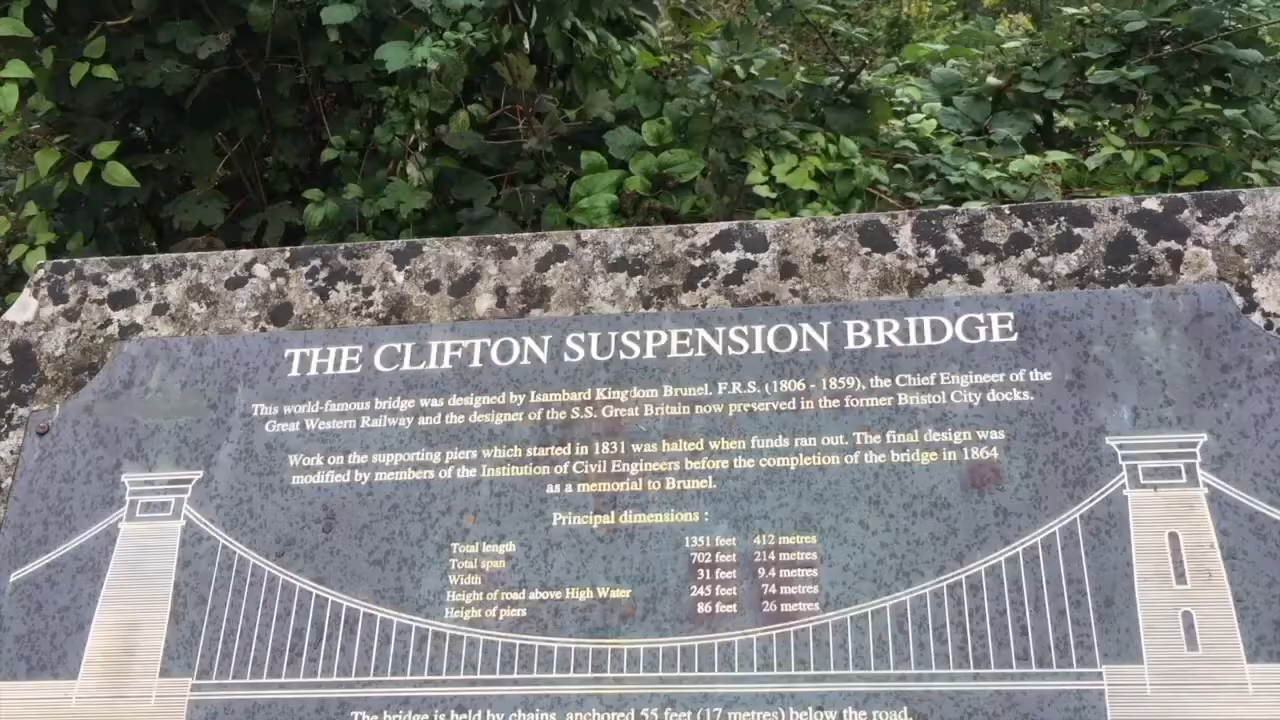 THE CLIFTON SUSPENSION BRIDGE
This world-famous bridge was designed by Isambard Kingdom Brunel. F.R.S. (1806 - 1859), the Chief Engineer of the
Great Western Railway and the designer of the S.S. Great Britain now preserved in the former Bristol City docks.
Work on the supporting piers which started in 1831 was halted when funds ran out. The final design was
modified by members of the Institution of Civil Engineers before the completion of the bridge in 1864
as a memorial to Brunel.
Principal dimensions :
Total length 1351 feet 412 metres
Total span 702 feet 214 metres
Width 31 feet 9.4 metres
Height of road above High Water 245 feet 74 metres
Height of piers 86 feet 26 metres
The bridge is held by chains, anchored 55 feet (17 metres) below the road.